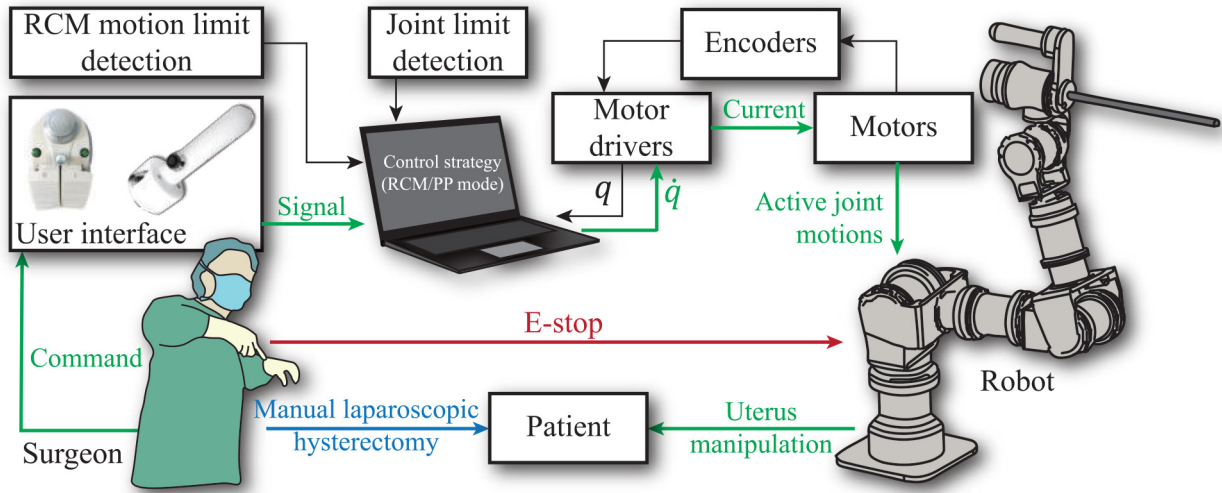 RCM motion limit
detection
Joint limit
detection
Encoders
Motor
drivers
Current
Motors
Control strategy
(RCM/PP mode)
q
q̇
Signal
User interface
Active joint
motions
E-stop
Command
Robot
Manual laparoscopic
hysterectomy
Patient
Uterus
manipulation
Surgeon